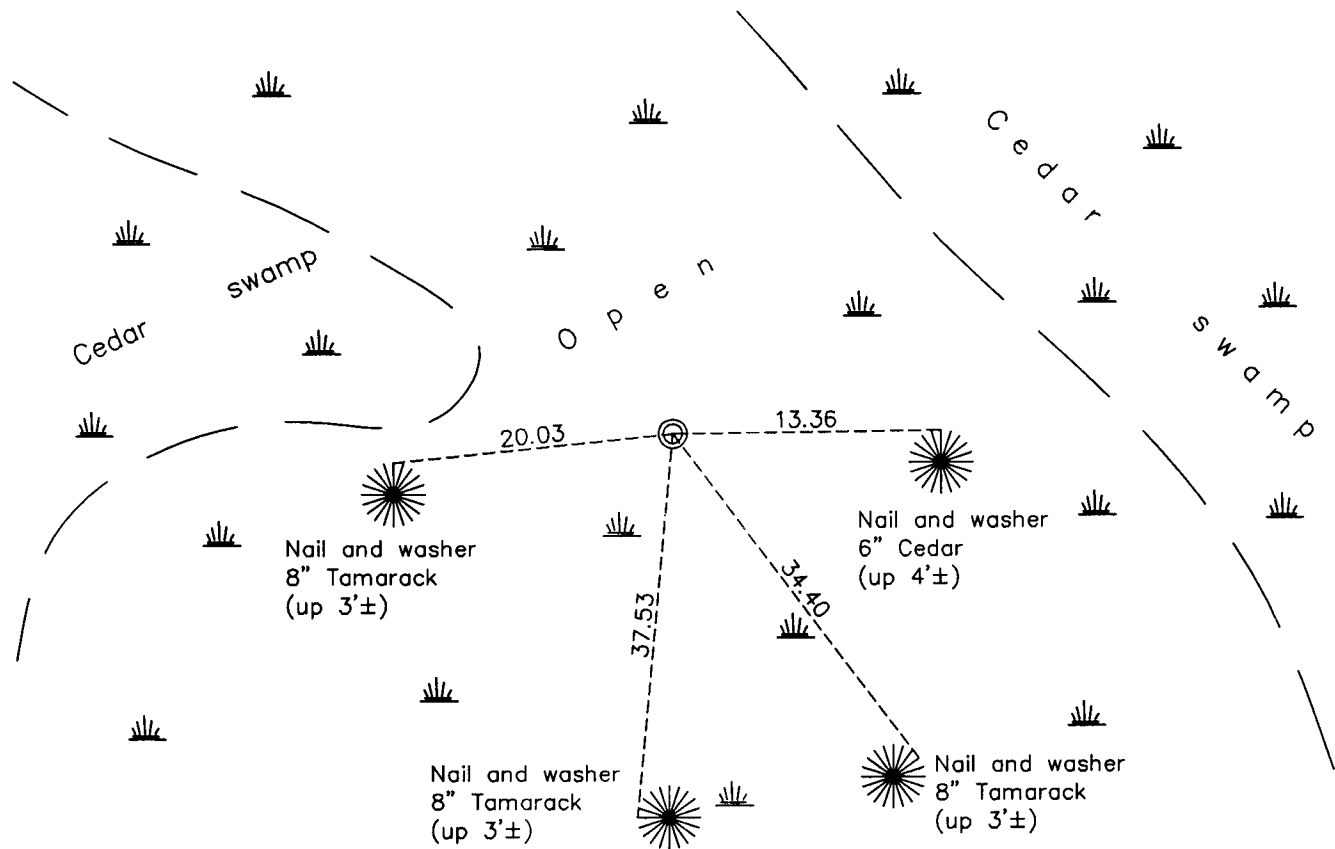 Cedar
swamp
Cedar swamp
Open
20.03
13.36
Nail and washer
6" Cedar
(up 4'±)
Nail and washer
8" Tamarack
(up 3'±)
34.40
37.53
Nail and washer
8" Tamarack
(up 3'±)
Nail and washer
8" Tamarack
(up 3'±)